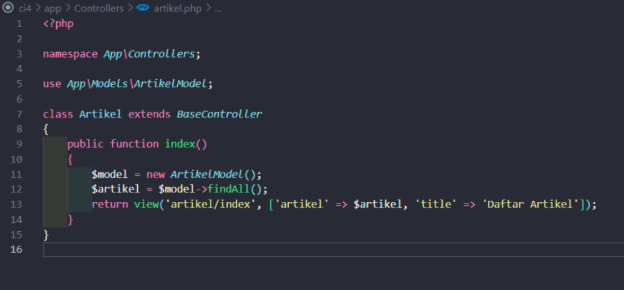 ci4 > app > Controllers > artikel.php > ...
1 <?php
2
3 namespace App\Controllers;
4
5 use App\Models\ArtikelModel;
6
7 class Artikel extends BaseController
8 {
9     public function index()
10     {
11         $model = new ArtikelModel();
12         $artikel = $model->findAll();
13         return view('artikel/index', ['artikel' => $artikel, 'title' => 'Daftar Artikel']);
14     }
15 }
16